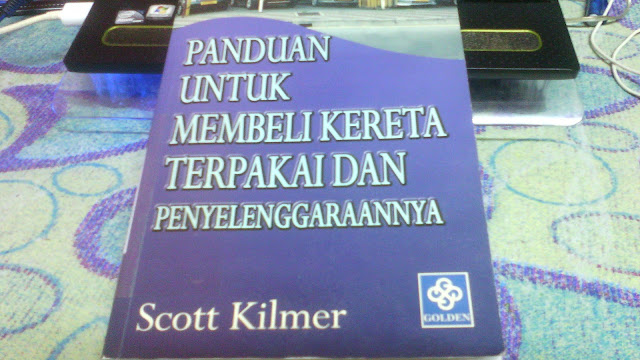 PANDUAN
UNTUK
MEMBELI KERETA
TERPAKAI DAN
PENYELENGGARAANNYA
Scott Kilmer
GOLDEN